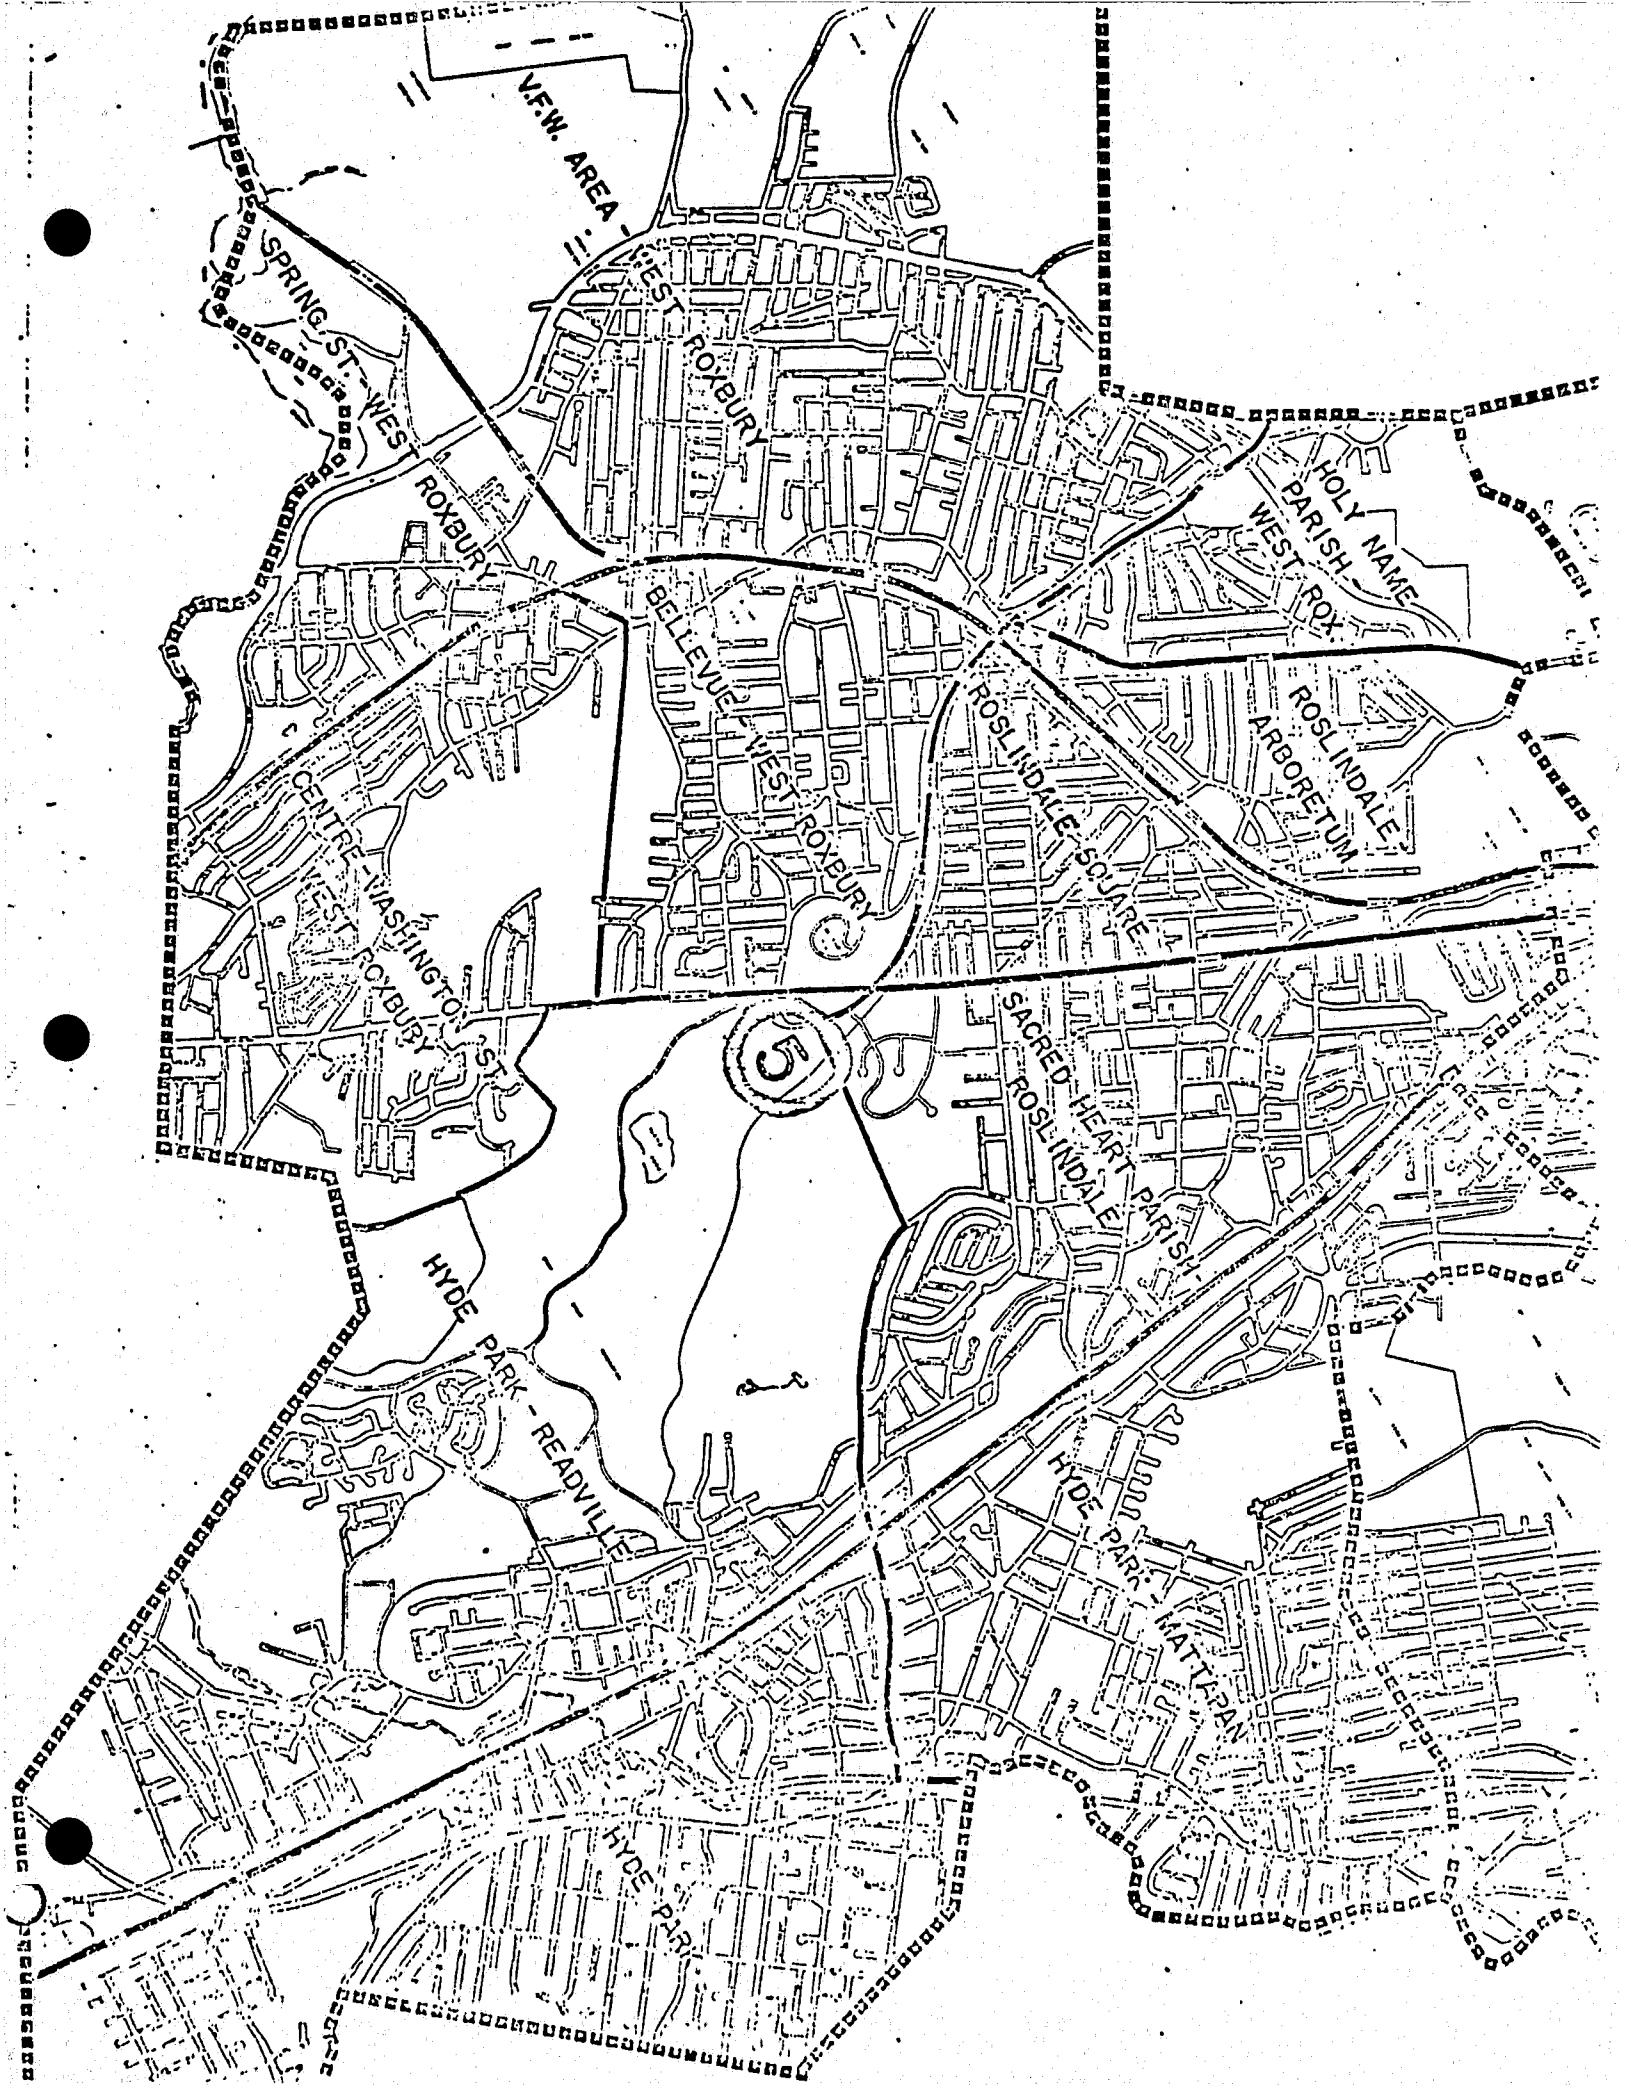 V.F.W. AREA -
WEST ROXBURY
SPRING ST. - WEST
ROXBURY
HOLY NAME
PARISH -
WEST ROX.
BELLEVUE - WEST ROXBURY
ROSLINDALE
ARBORETUM
ROSLINDALE SQUARE
CENTRE - WASHINGTON ST.
WEST ROXBURY
SACRED HEART PARISH -
ROSLINDALE
5
HYDE PARK - READVILLE
HYDE PARK - MATTAPAN
HYDE PARK